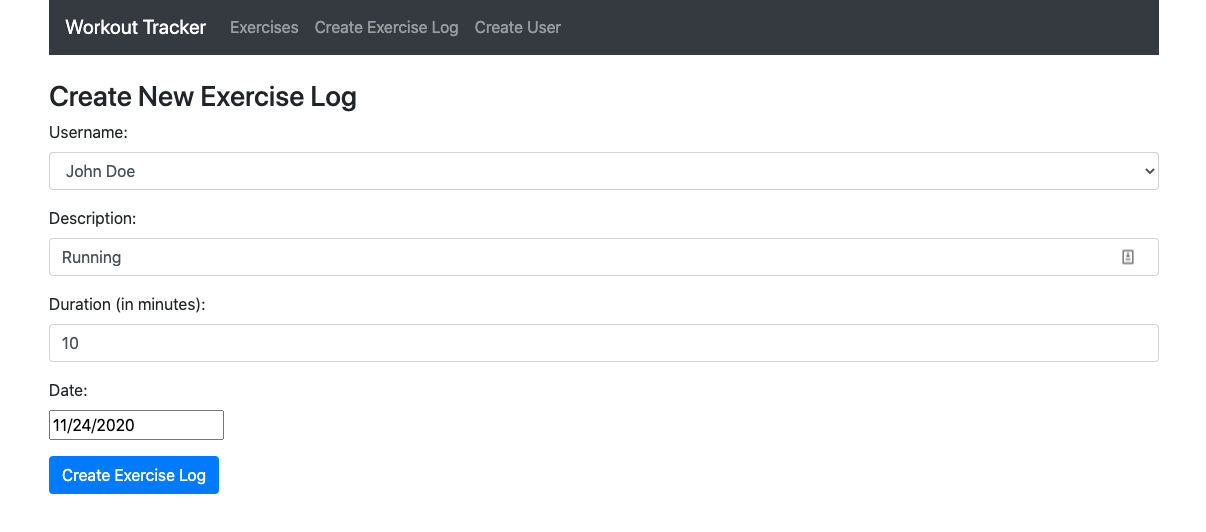 Workout Tracker Exercises Create Exercise Log Create User
Create New Exercise Log
Username:
John Doe
Description:
Running
Duration (in minutes):
10
Date:
11/24/2020
Create Exercise Log